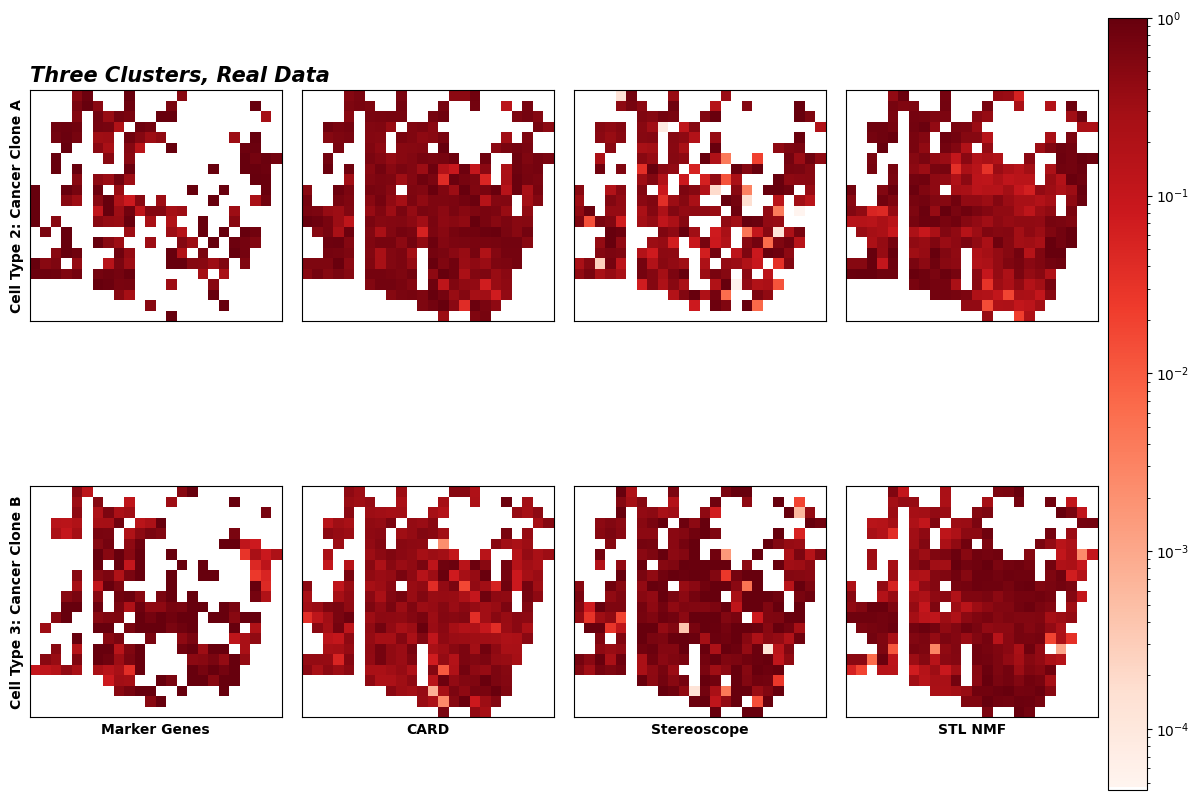 Three Clusters, Real Data
Cell Type 2: Cancer Clone A
Cell Type 3: Cancer Clone B
Marker Genes
CARD
Stereoscope
STL NMF
10^0
10^-1
10^-2
10^-3
10^-4